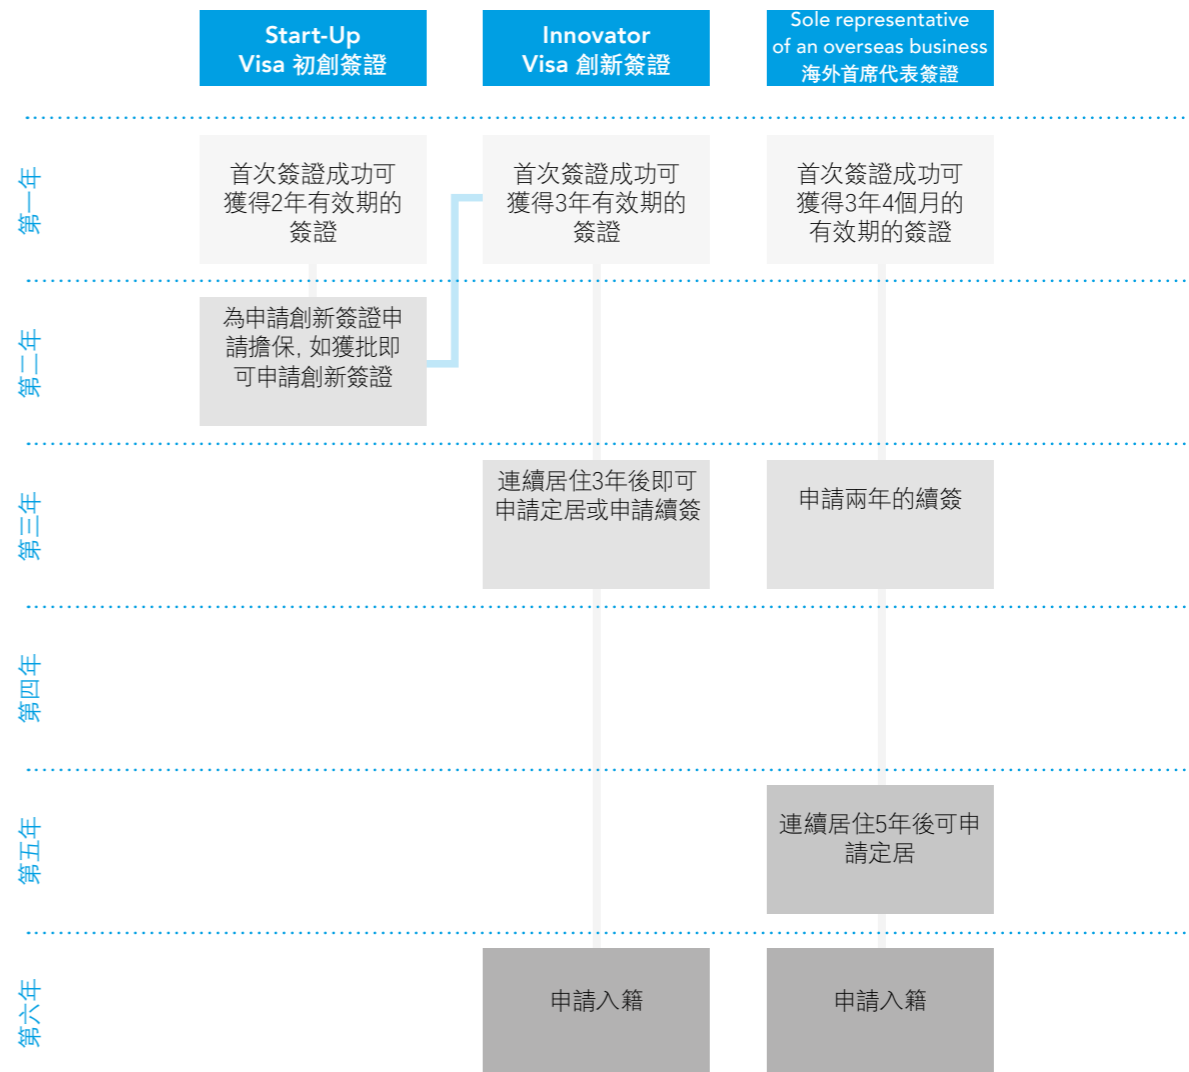 Start-Up
Visa 初創簽證
Innovator
Visa 創新簽證
Sole representative
of an overseas business
海外首席代表簽證
第一年
首次簽證成功可
獲得2年有效期的
簽證
首次簽證成功可
獲得3年有效期的
簽證
首次簽證成功可
獲得3年4個月的
有效期的簽證
第二年
為申請創新簽證申
請擔保, 如獲批即
可申請創新簽證
第三年
連續居住3年後即可
申請定居或申請續簽
申請兩年的續簽
第四年
第五年
連續居住5年後可申
請定居
第六年
申請入籍
申請入籍